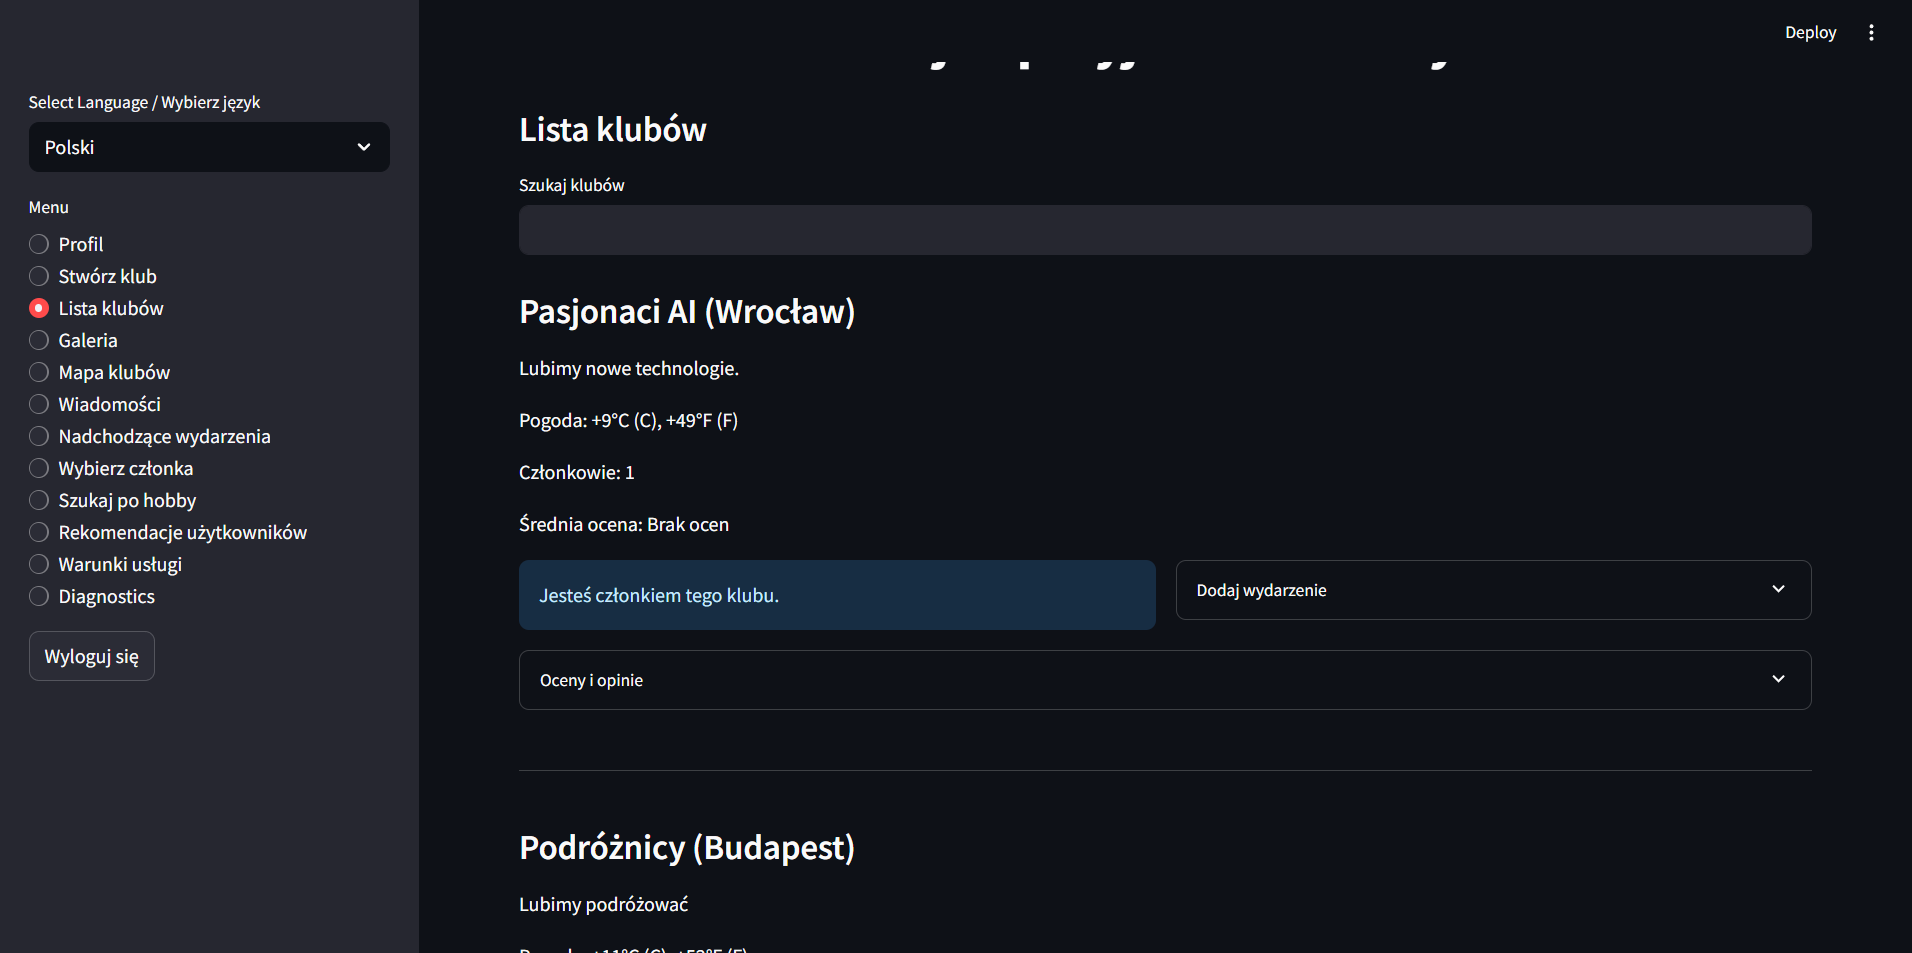 Deploy
Select Language / Wybierz język
Polski
Menu
Profil
Stwórz klub
Lista klubów
Galeria
Mapa klubów
Wiadomości
Nadchodzące wydarzenia
Wybierz członka
Szukaj po hobby
Rekomendacje użytkowników
Warunki usługi
Diagnostics
Wyloguj się
Lista klubów
Szukaj klubów
Pasjonaci AI (Wrocław)
Lubimy nowe technologie.
Pogoda: +9°C (C), +49°F (F)
Członkowie: 1
Średnia ocena: Brak ocen
Jesteś członkiem tego klubu.
Dodaj wydarzenie
Oceny i opinie
Podróżnicy (Budapest)
Lubimy podróżować